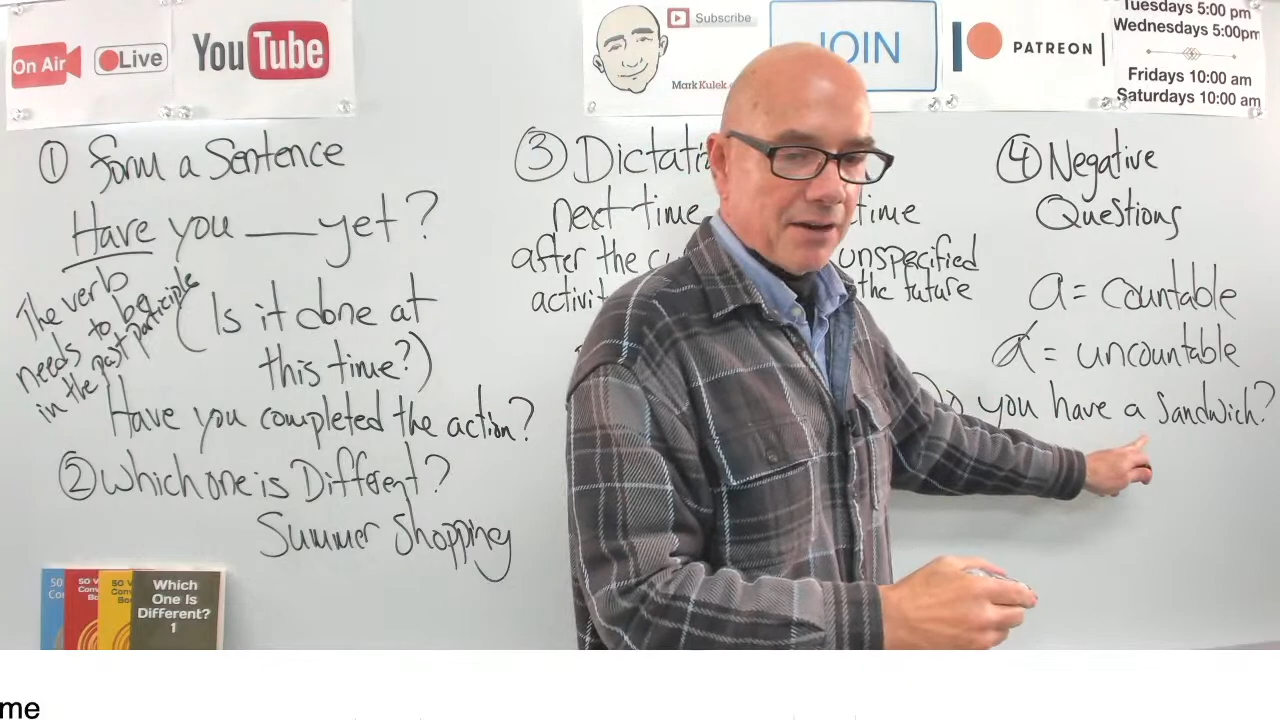 On Air
Live
YouTube
Subscribe
Mark Kulek
JOIN
PATREON
Tuesdays 5:00 pm
Wednesdays 5:00pm
Fridays 10:00 am
Saturdays 10:00 am
① Form a Sentence
Have you ___ yet?
The verb
needs to be
in the past participle
(Is it done at
this time?)
Have you completed the action?
② Which one is Different?
Summer Shopping
③
next time
time
after the
unspecified
the future
④ Negative
Questions
a = countable
a = uncountable
you have a sandwich?
50
50
50
Which
One Is
Different?
1
me